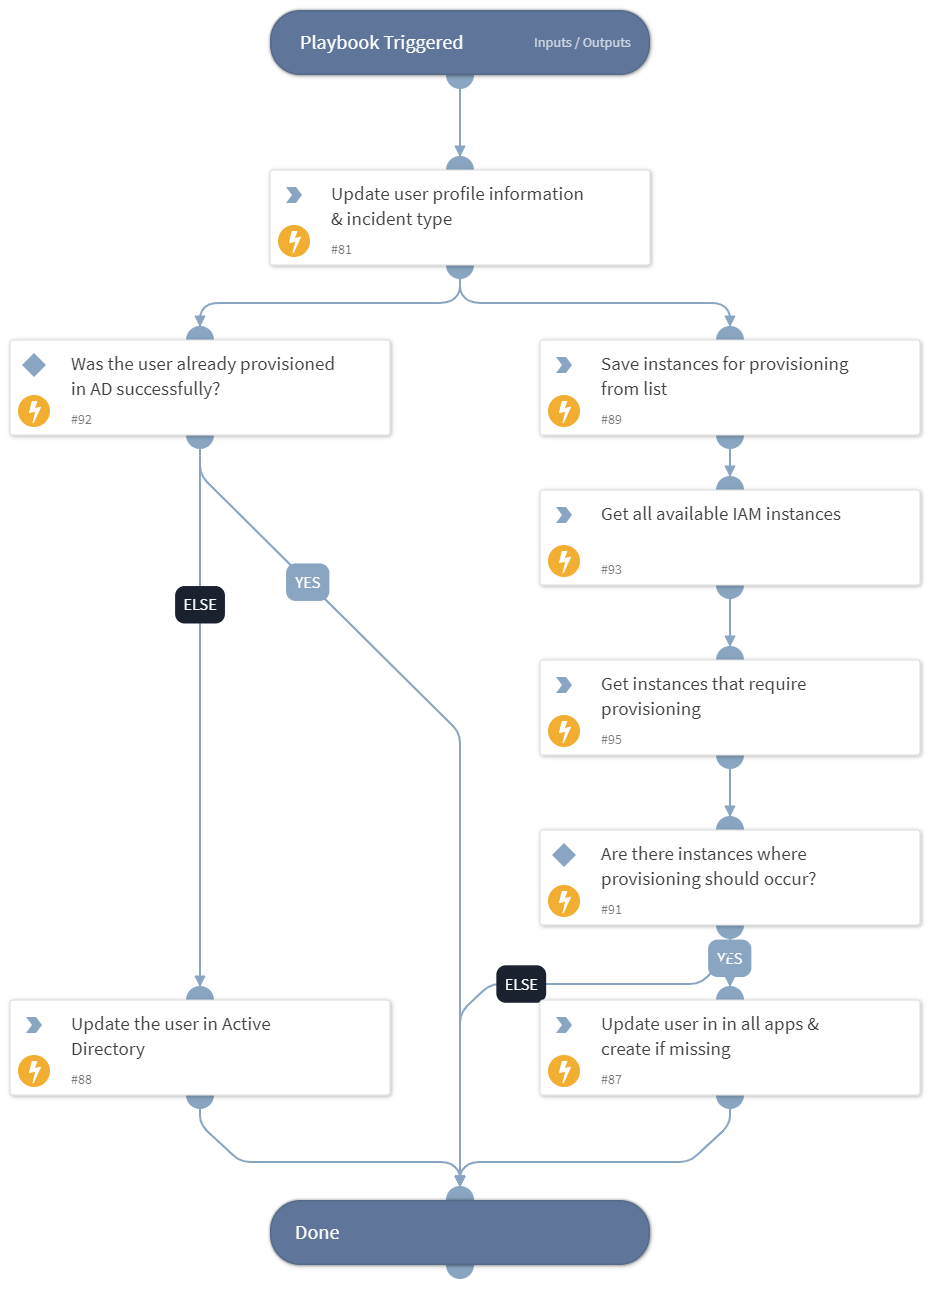 Playbook Triggered
Inputs / Outputs
Update user profile information
& incident type
#81
Was the user already provisioned
in AD successfully?
#92
Save instances for provisioning
from list
#89
Get all available IAM instances
#93
YES
ELSE
Get instances that require
provisioning
#95
Are there instances where
provisioning should occur?
#91
YES
ELSE
Update the user in Active
Directory
#88
Update user in in all apps &
create if missing
#87
Done